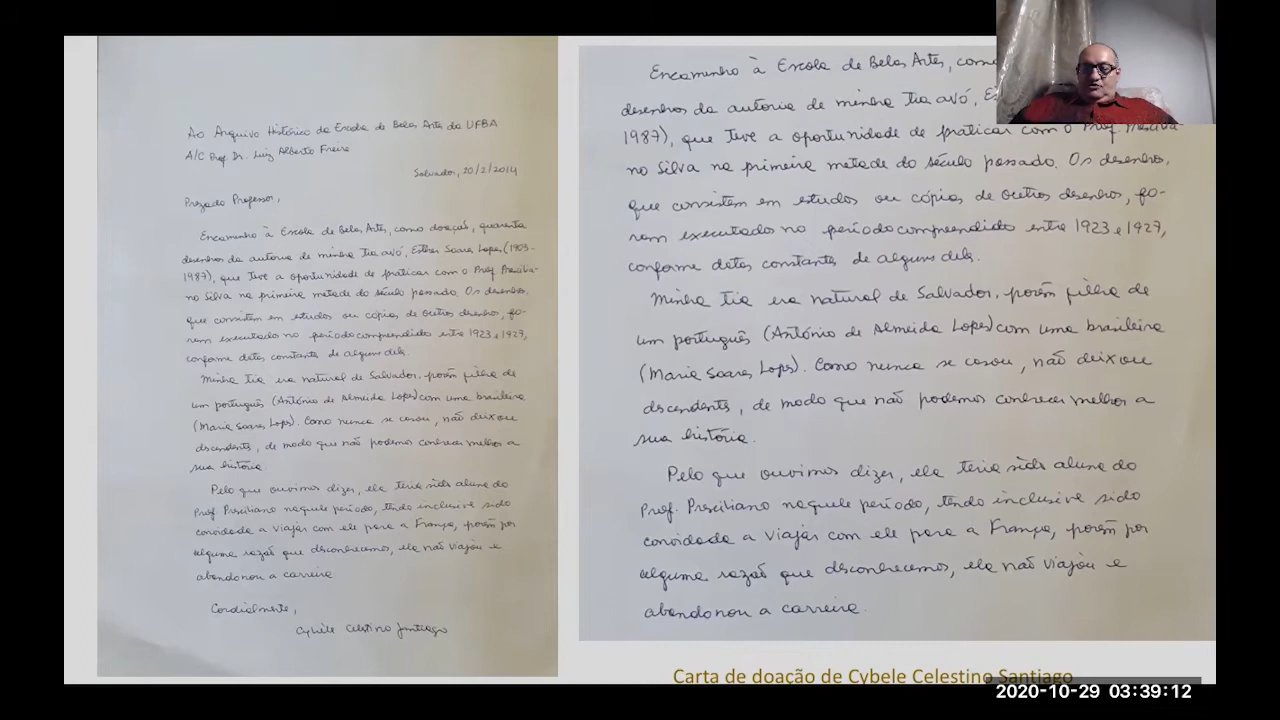 Ao Arquivo Histórico da Escola de Belas Artes da UFBA
A/C Prof. Dr. Luiz Alberto Freire
Salvador, 20/2/2014
Prezado Professor,
Encaminho à Escola de Belas Artes, como doação, quarenta
desenhos da autoria de minha tia avó, Esther Soares Lopes (1903-
1987), que teve a oportunidade de praticar com o Prof. Presilia-
no Silva na primeira metade do século passado. Os desenhos,
que consistem em estudos ou cópias de outros desenhos, fo-
ram executados no período compreendido entre 1923 e 1927,
conforme datas constantes de alguns deles.
Minha tia era natural de Salvador, porém filha de
um português (António de Almeida Lopes) com uma brasileira
(Maria Soares Lopes). Como nunca se casou, não deixou
descendentes, de modo que não podemos conhecer melhor a
sua história.
Pelo que ouvimos dizer, ela teria sido aluna do
Prof. Presciliano naquele período, tendo inclusive sido
convidada a viajar com ele para a França, porém por
alguma razão que desconhecemos, ela não viajou e
abandonou a carreira
Cordialmente,
Cybèle Celestino Santiago
Encaminho à Escola de Belas Artes, como
desenhos da autoria de minha tia avó,
1987), que teve a oportunidade de praticar com o Prof.
no Silva na primeira metade do século passado. Os desenhos,
que consistem em estudos ou cópias de outros desenhos, fo-
ram executados no período compreendido entre 1923 e 1927,
conforme datas constantes de alguns deles.
Minha tia era natural de Salvador, porém filha de
um português (António de Almeida Lopes) com uma brasileira
(Maria Soares Lopes). Como nunca se casou, não deixou
descendentes, de modo que não podemos conhecer melhor a
sua história.
Pelo que ouvimos dizer, ela teria sido aluna do
Prof. Presciliano naquele período, tendo inclusive sido
convidada a viajar com ele para a França, porém por
alguma razão que desconhecemos, ela não viajou e
abandonou a carreira.
Carta de doação de Cybele Celestino Santiago
2020-10-29 03:39:12